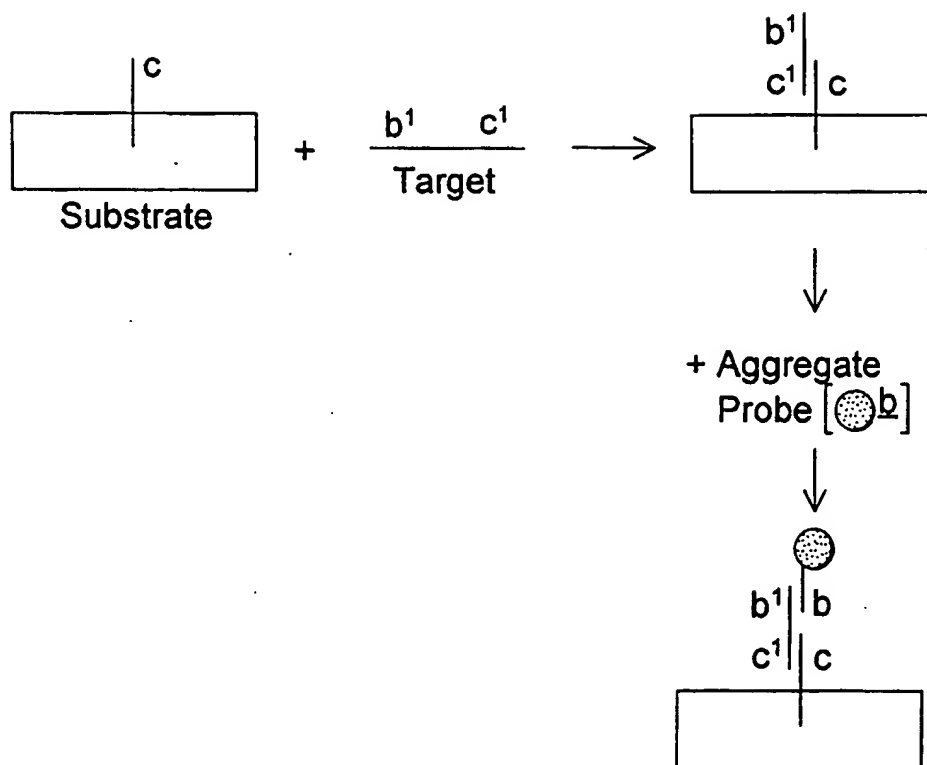 c
Substrate
+
b¹ c¹
Target
b¹
c¹ c
+ Aggregate
Probe [b]
b¹ b
c¹ c